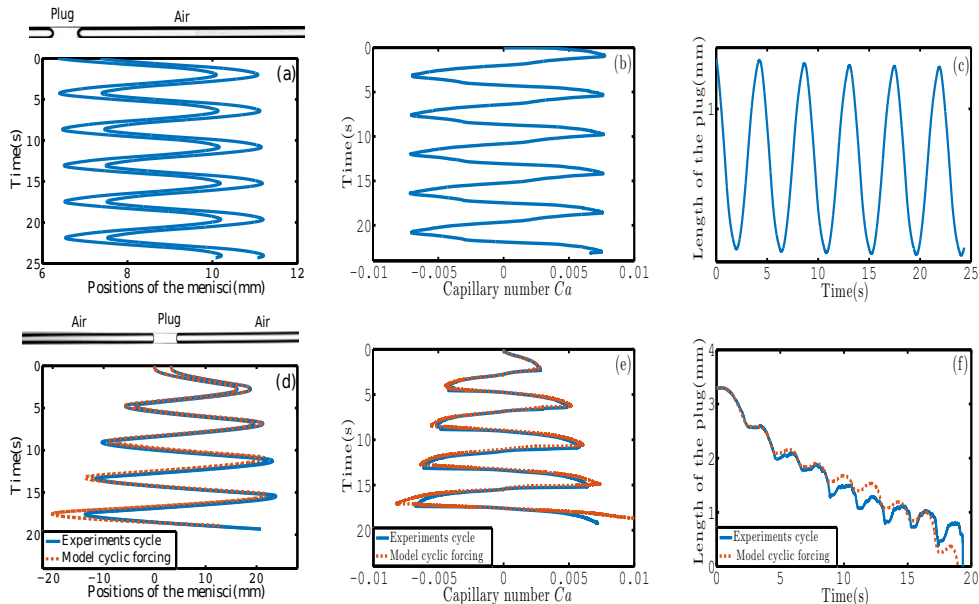 Plug
Air
(a)
Time(s)
0
5
10
15
20
25
6
8
10
12
Positions of the menisci(mm)
(b)
Time(s)
0
5
10
15
20
−0.01
−0.005
0
0.005
0.01
Capillary number Ca
(c)
Length of the plug(mm)
1
0
5
10
15
20
25
Time(s)
Air
Plug
Air
(d)
Time(s)
0
5
10
15
20
Experiments cycle
Model cyclic forcing
−20
−10
0
10
20
Positions of the menisci(mm)
(e)
Time(s)
0
5
10
15
20
24
Experiments cycle
Model cyclic forcing
−0.01
−0.005
0
0.005
0.01
Capillary number Ca
(f)
Length of the plug(mm)
4
3
2
1
0
Experiments cycle
Model cyclic forcing
0
5
10
15
20
Time(s)